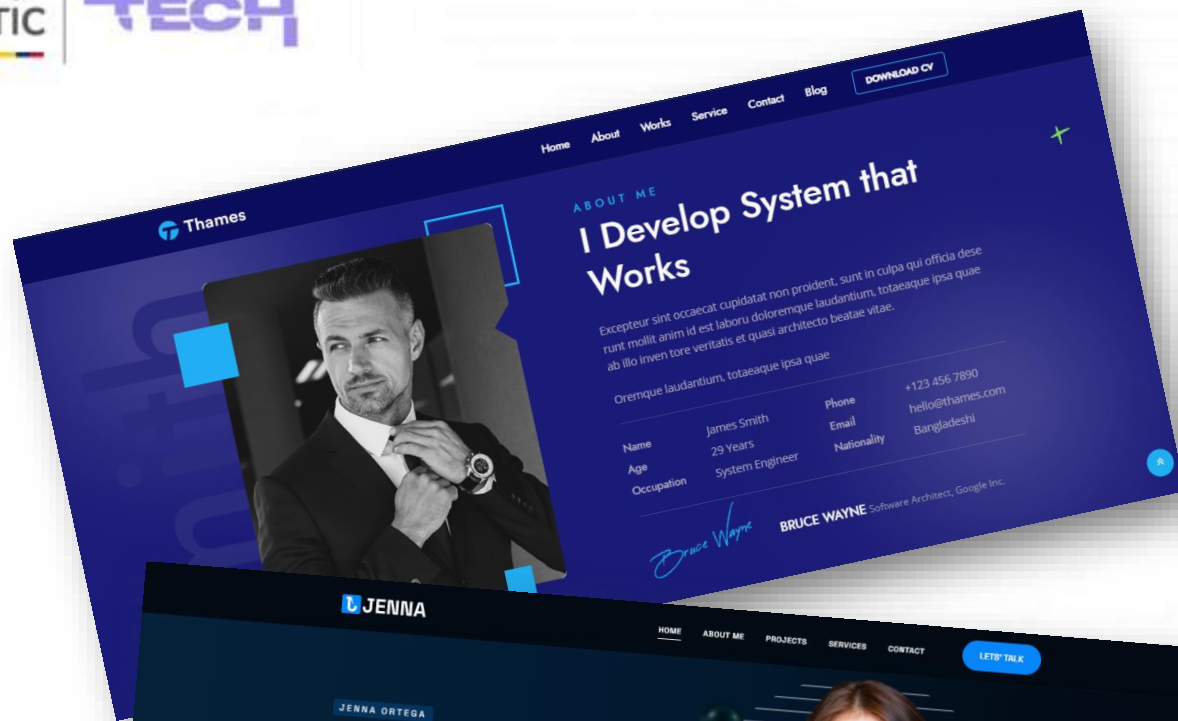 TIC
TECH
Home About Works Service Contact Blog DOWNLOAD CV
Thames
ABOUT ME
I Develop System that
Works
Excepteur sint occaecat cupidatat non proident, sunt in culpa qui officia dese
runt mollit anim id est laboru doloremque laudantium, totaeaque ipsa quae
ab illo inven tore veritatis et quasi architecto beatae vitae.
Oremque laudantium, totaeaque ipsa quae
Name James Smith Phone +123 456 7890
Age 29 Years Email hello@thames.com
Occupation System Engineer Nationality Bangladeshi
Bruce Wayne BRUCE WAYNE Software Architect, Google Inc.
mith
JENNA
HOME ABOUT ME PROJECTS SERVICES CONTACT LETS' TALK
JENNA ORTEGA